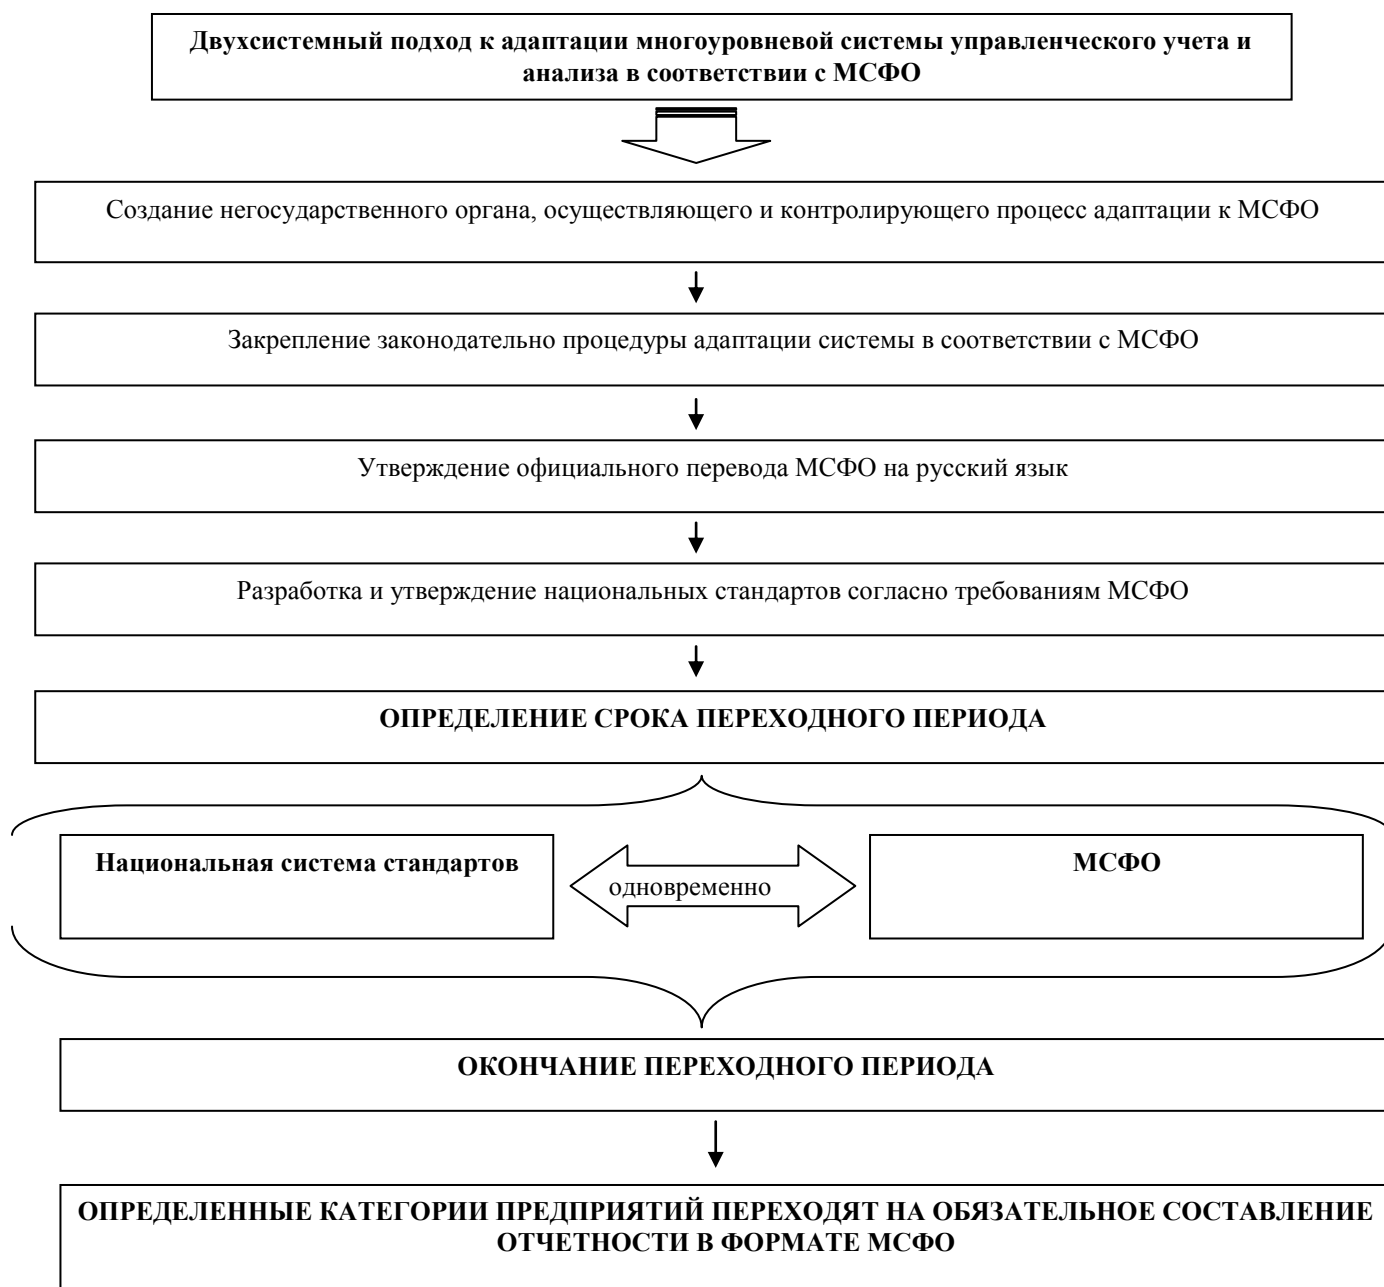 Двухсистемный подход к адаптации многоуровневой системы управленческого учета и
анализа в соответствии с МСФО
Создание негосударственного органа, осуществляющего и контролирующего процесс адаптации к МСФО
Закрепление законодательно процедуры адаптации системы в соответствии с МСФО
Утверждение официального перевода МСФО на русский язык
Разработка и утверждение национальных стандартов согласно требованиям МСФО
ОПРЕДЕЛЕНИЕ СРОКА ПЕРЕХОДНОГО ПЕРИОДА
Национальная система стандартов
одновременно
МСФО
ОКОНЧАНИЕ ПЕРЕХОДНОГО ПЕРИОДА
ОПРЕДЕЛЕННЫЕ КАТЕГОРИИ ПРЕДПРИЯТИЙ ПЕРЕХОДЯТ НА ОБЯЗАТЕЛЬНОЕ СОСТАВЛЕНИЕ
ОТЧЕТНОСТИ В ФОРМАТЕ МСФО